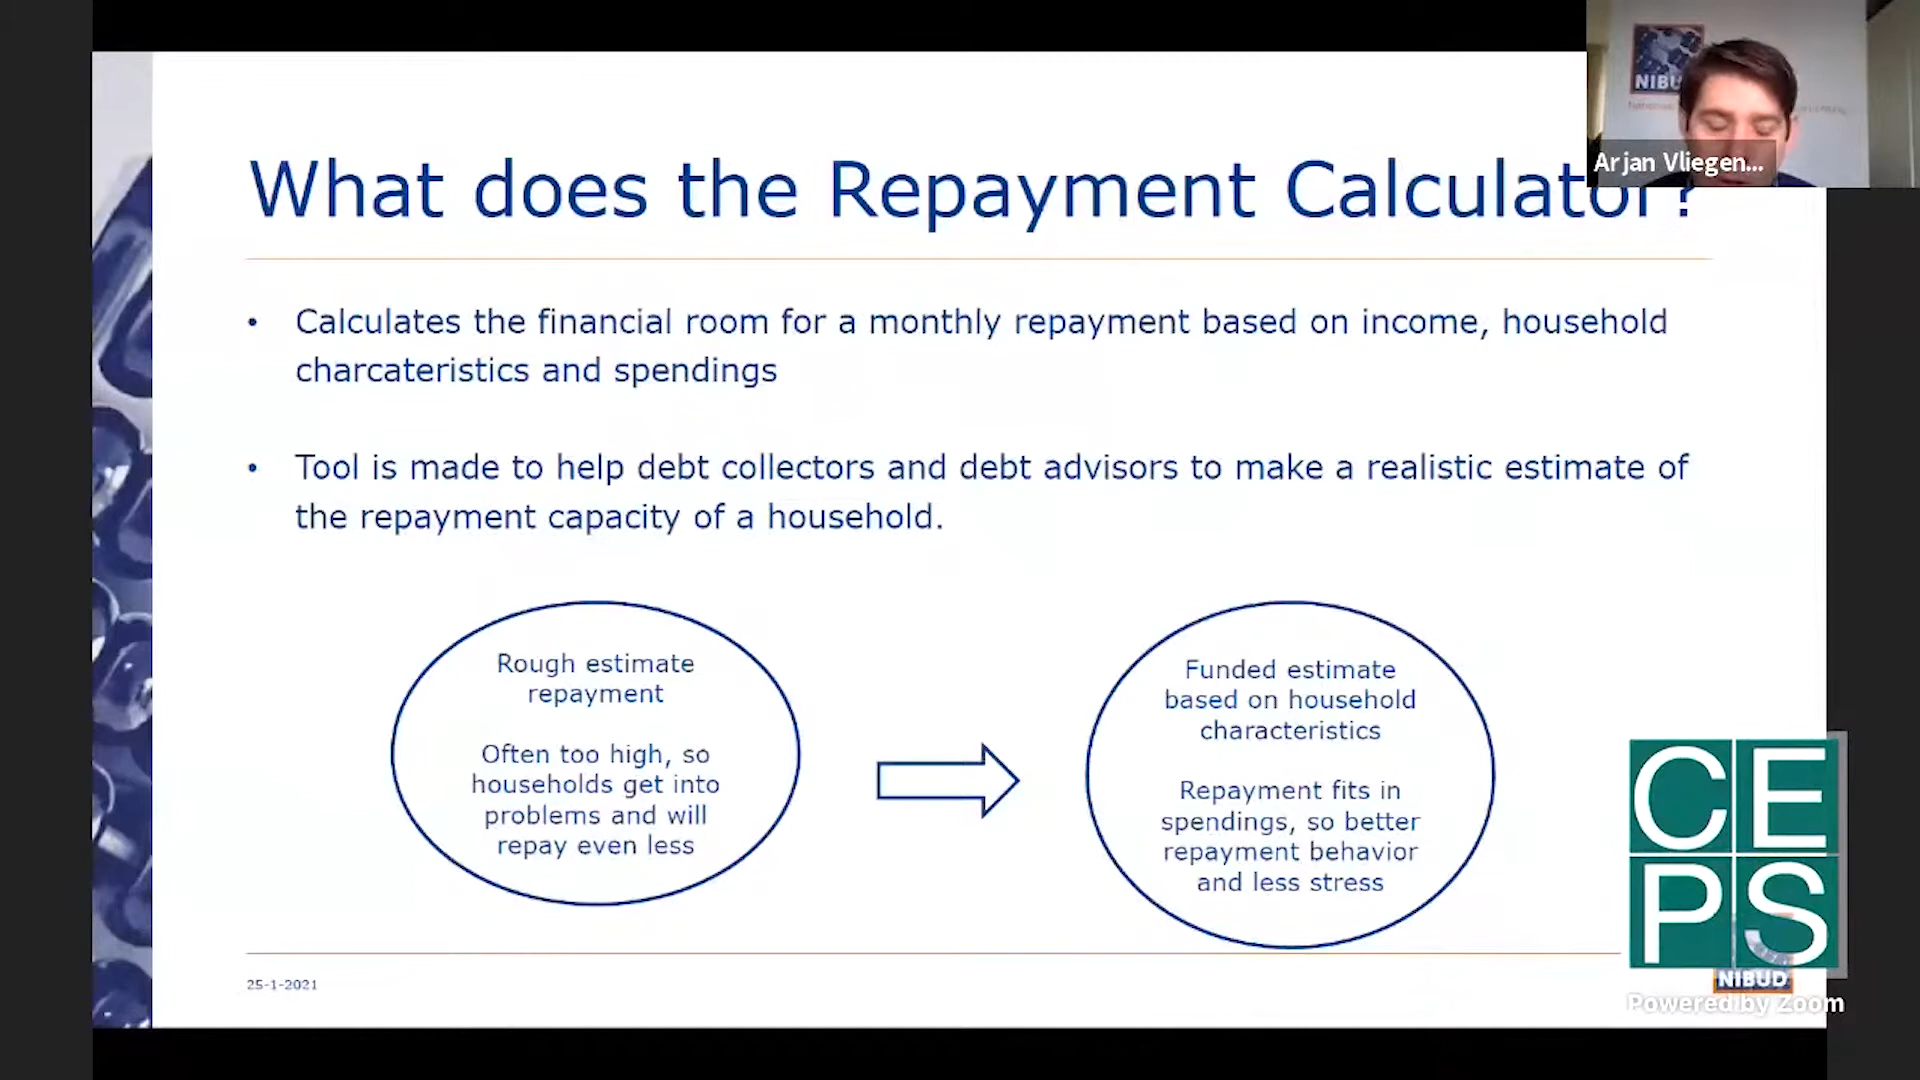 NIBU
Arjan Vliegen...
What does the Repayment Calculator?
• Calculates the financial room for a monthly repayment based on income, household
charcateristics and spendings
• Tool is made to help debt collectors and debt advisors to make a realistic estimate of
the repayment capacity of a household.
Rough estimate
repayment
Often too high, so
households get into
problems and will
repay even less
Funded estimate
based on household
characteristics
Repayment fits in
spendings, so better
repayment behavior
and less stress
CE
PS
NIBUD
25-1-2021
Powered by Zoom